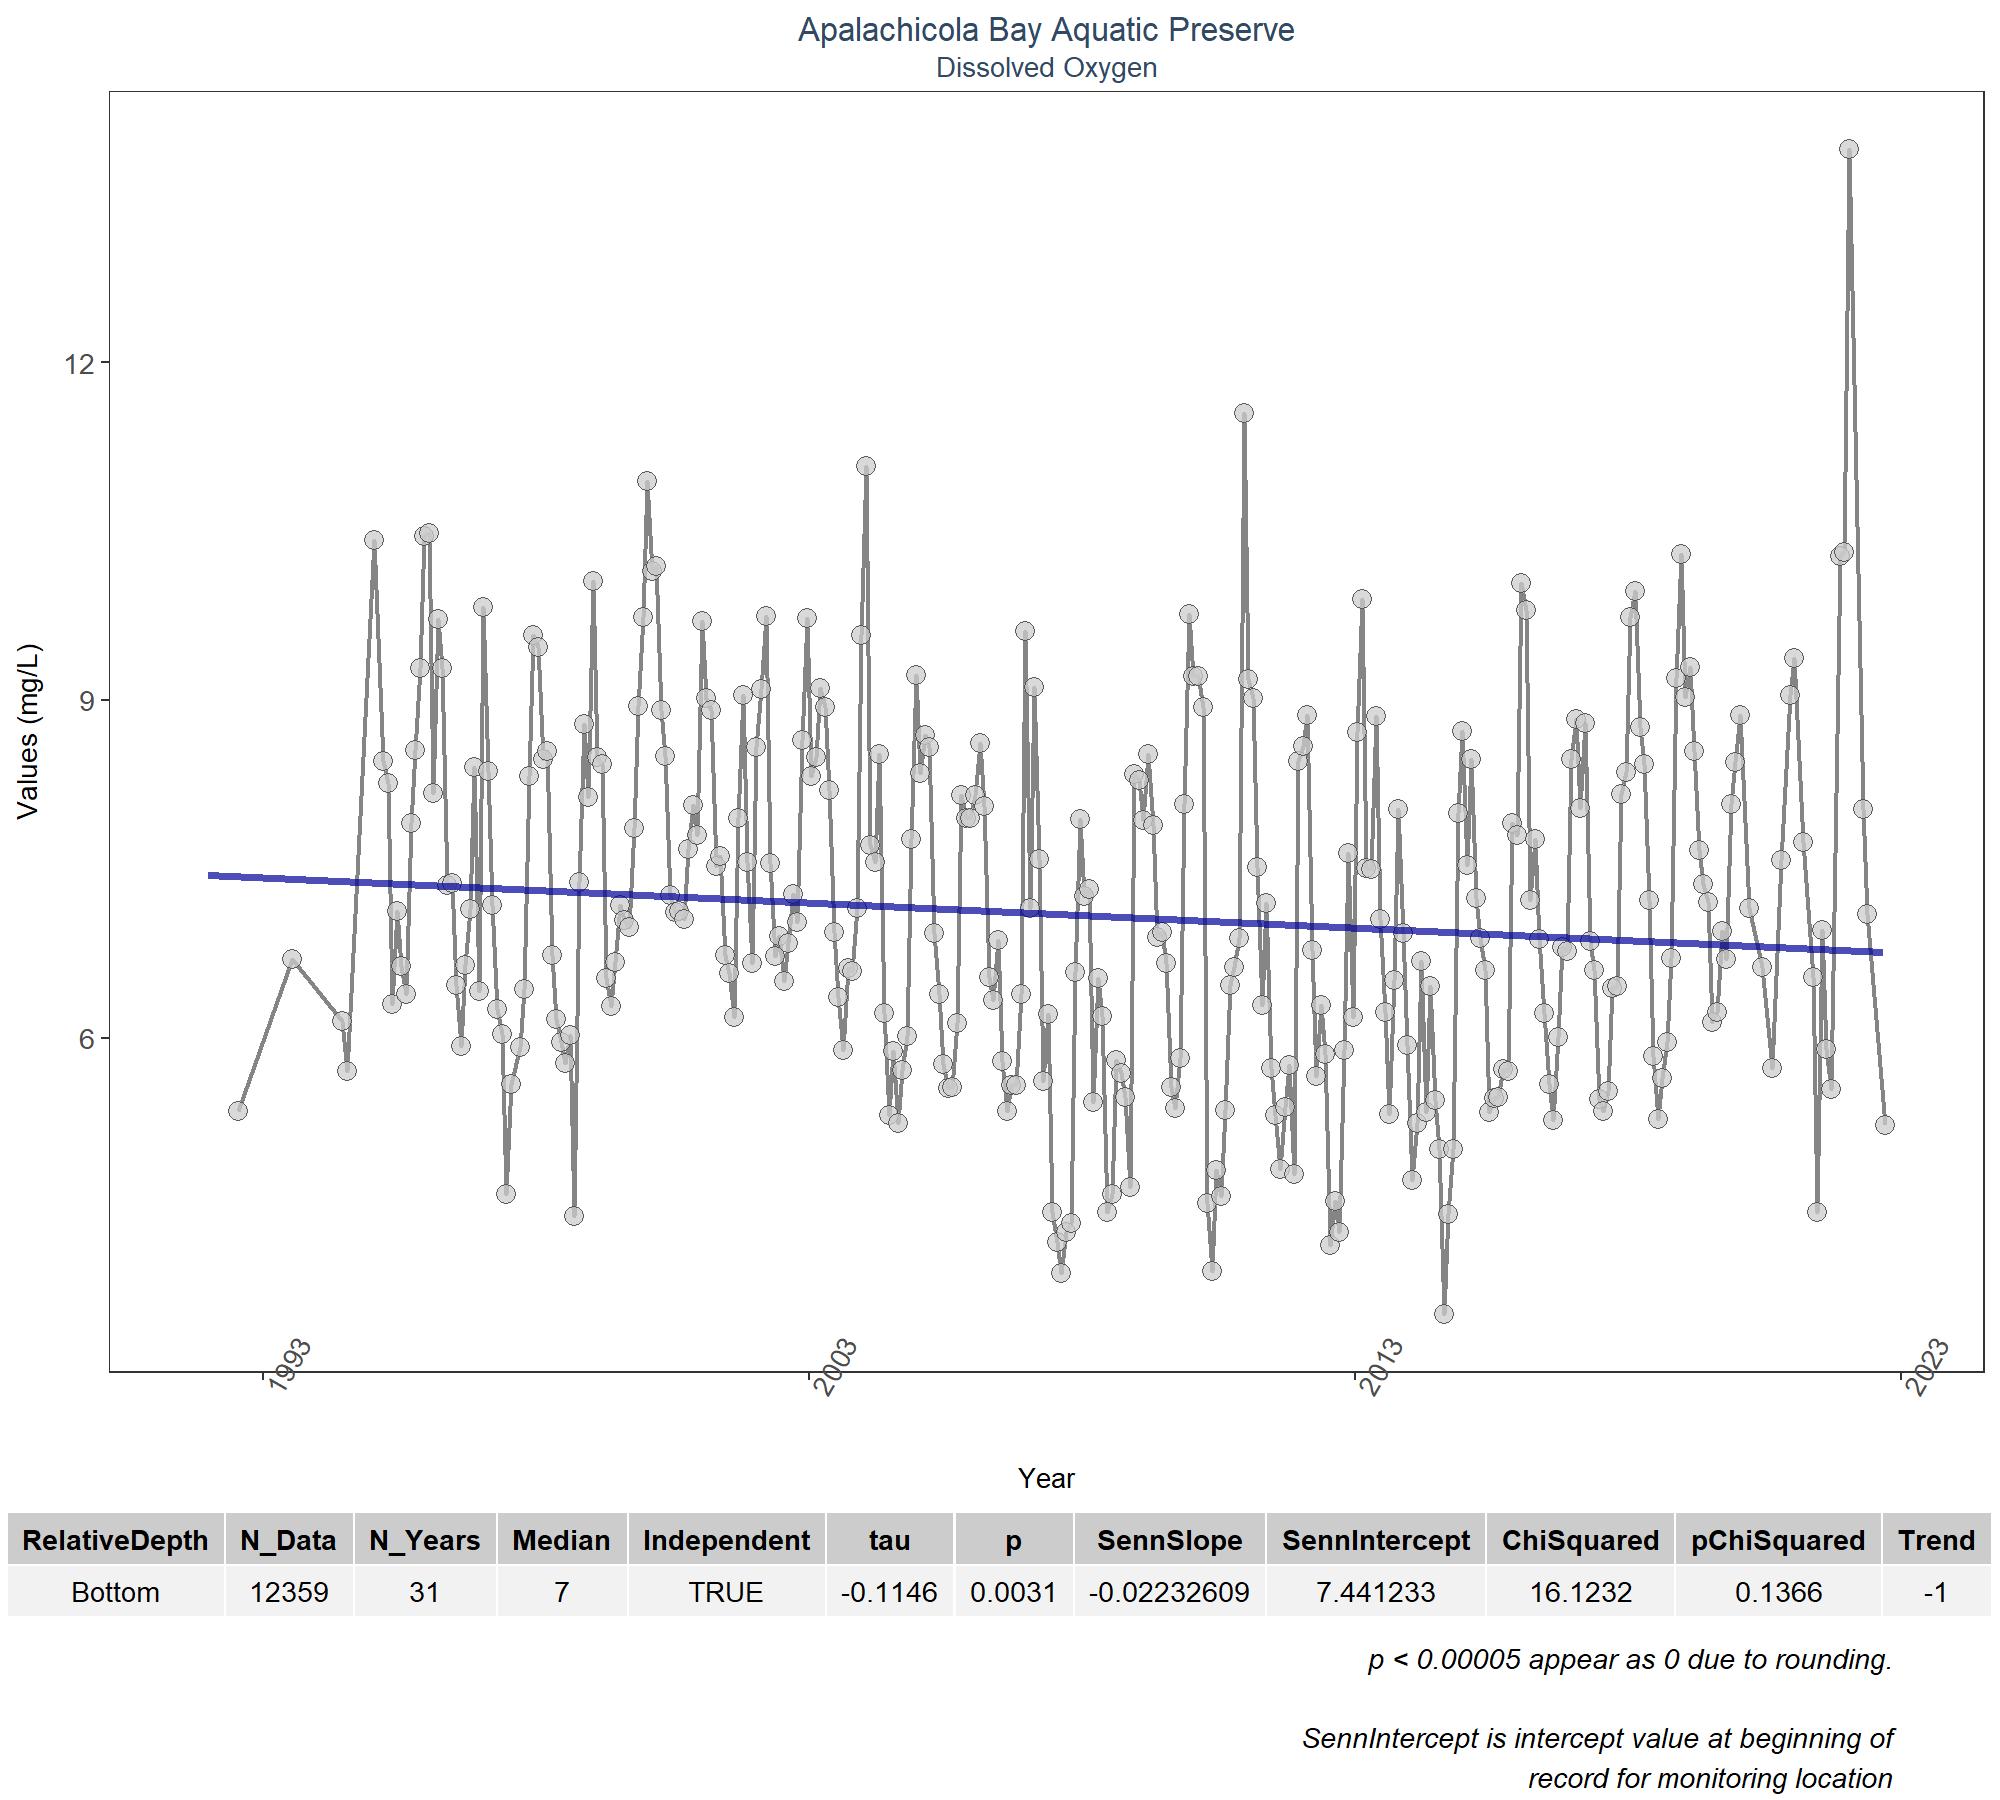 Apalachicola Bay Aquatic Preserve
Dissolved Oxygen
Values (mg/L)
12
9
6
1993 2003 2013 2023
Year
RelativeDepth N_Data N_Years Median Independent tau p SennSlope SennIntercept ChiSquared pChiSquared Trend
Bottom 12359 31 7 TRUE -0.1146 0.0031 -0.02232609 7.441233 16.1232 0.1366 -1
p < 0.00005 appear as 0 due to rounding.
SennIntercept is intercept value at beginning of
record for monitoring location